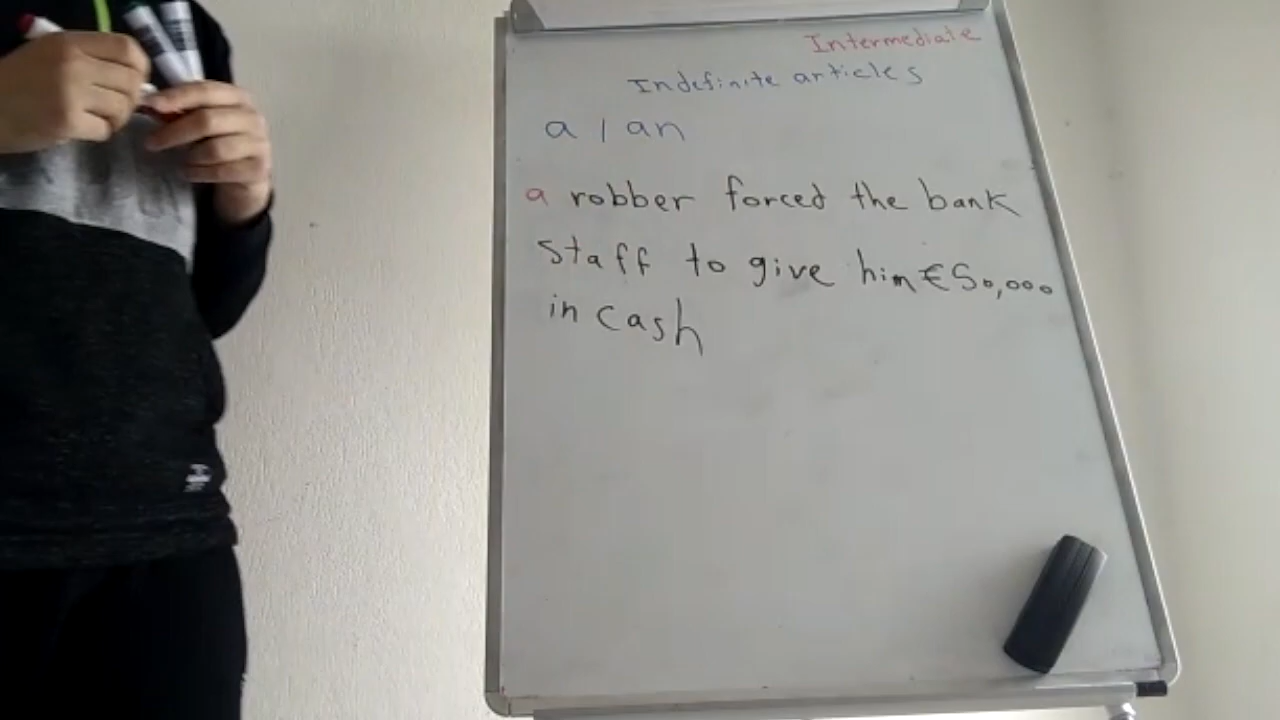 Intermediate
Indefinite articles
a / an
a robber forced the bank
staff to give him €50,000
in cash